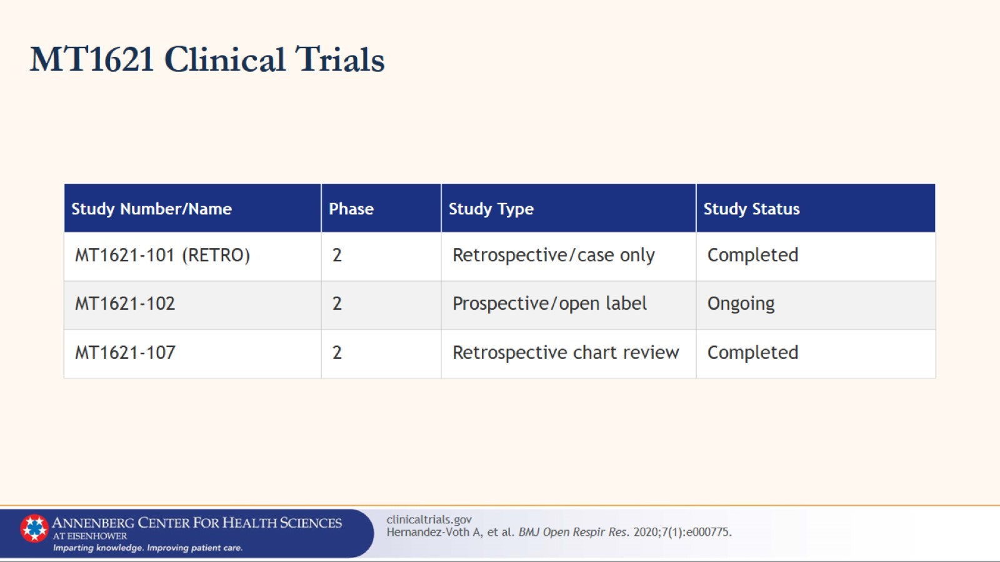 MT1621 Clinical Trials
Study Number/Name Phase Study Type Study Status
MT1621-101 (RETRO) 2 Retrospective/case only Completed
MT1621-102 2 Prospective/open label Ongoing
MT1621-107 2 Retrospective chart review Completed
ANNENBERG CENTER FOR HEALTH SCIENCES
AT EISENHOWER
Imparting knowledge. Improving patient care.
clinicaltrials.gov
Hernandez-Voth A, et al. BMJ Open Respir Res. 2020;7(1):e000775.